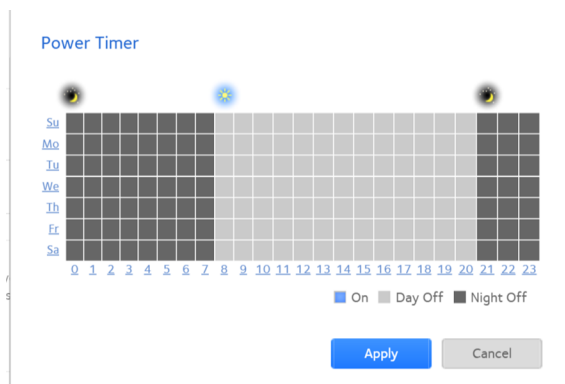 Power Timer
Su
Mo
Tu
We
Th
Fr
Sa
0 1 2 3 4 5 6 7 8 9 10 11 12 13 14 15 16 17 18 19 20 21 22 23
On Day Off Night Off
Apply Cancel